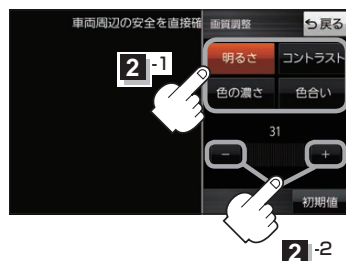 車両周辺の安全を直接確 画質調整 戻る
2 -1
明るさ コントラスト
色の濃さ 色合い
31
− +
初期値
2 -2